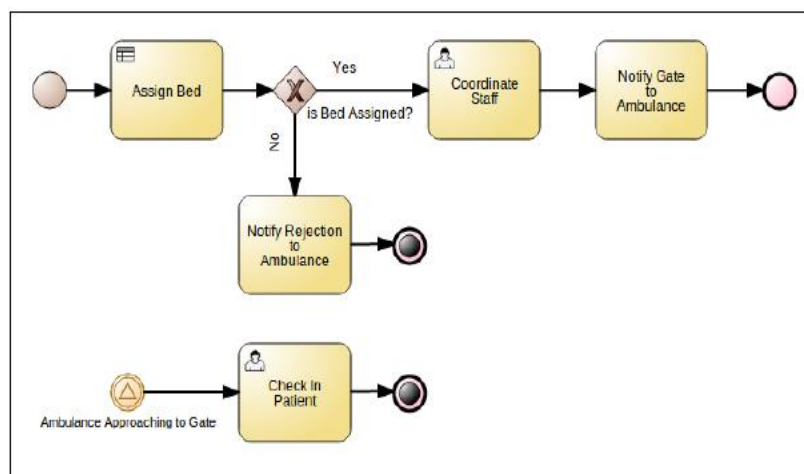 Assign Bed
Yes
is Bed Assigned?
No
Coordinate
Staff
Notify Gate
to
Ambulance
Notify Rejection
to
Ambulance
Check In
Patient
Ambulance Approaching to Gate